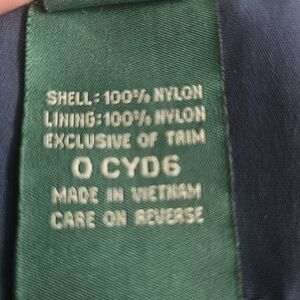 SHELL: 100% NYLON
LINING: 100% NYLON
EXCLUSIVE OF TRIM
0 CYD6
MADE IN VIETNAM
CARE ON REVERSE